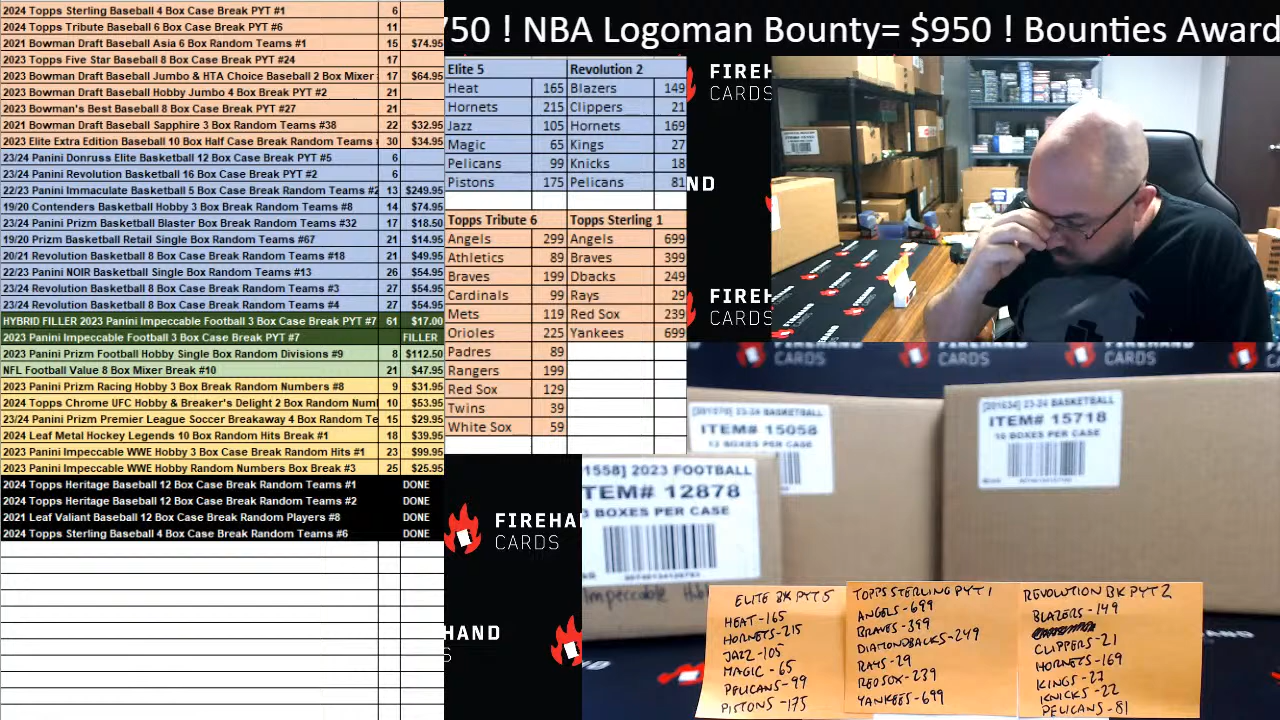 2024 Topps Sterling Baseball 4 Box Case Break PYT #1 6
2024 Topps Tribute Baseball 6 Box Case Break PYT #6 11
2021 Bowman Draft Baseball Asia 6 Box Random Teams #1 15 $74.95
2023 Topps Five Star Baseball 8 Box Case Break PYT #24 17
2023 Bowman Draft Baseball Jumbo & HTA Choice Baseball 2 Box Mixer 17 $64.95
2023 Bowman Draft Baseball Hobby Jumbo 4 Box Case Break PYT #2 21
2023 Bowman's Best Baseball 8 Box Case Break PYT #27 21
2021 Bowman Draft Baseball Sapphire 3 Box Random Teams #38 22 $32.95
2023 Elite Extra Edition Baseball 10 Box Half Case Break Random Teams 30 $34.95
23/24 Panini Donruss Elite Basketball 12 Box Case Break PYT #5 6
23/24 Panini Revolution Basketball 16 Box Case Break PYT #2 6
22/23 Panini Immaculate Basketball 5 Box Case Break Random Teams #2 13 $249.95
19/20 Contenders Basketball Hobby 3 Box Random Teams #8 14 $74.95
23/24 Panini Prizm Basketball Blaster Box Random Teams #32 17 $18.50
19/20 Prizm Basketball Retail Single Box Random Teams #67 21 $14.95
20/21 Revolution Basketball 8 Box Random Teams #18 21 $49.95
22/23 Panini NOIR Basketball Single Box Random Teams #13 26 $54.95
23/24 Revolution Basketball 8 Box Random Teams #3 27 $54.95
23/24 Revolution Basketball 8 Box Random Teams #4 27 $54.95
HYBRID FILLER 2023 Panini Impeccable Football 3 Box Case Break PYT #7 61 $17.00
2023 Panini Impeccable Football 3 Box Case Break PYT #7 FILLER
2023 Panini Prizm Football Hobby Single Box Random Divisions #9 8 $112.50
NFL Football Value 8 Box Mixer Break #10 21 $47.95
2023 Panini Prizm Racing Hobby 3 Box Break Random Numbers #8 9 $31.95
2024 Topps Chrome UFC Hobby & Breaker's Delight 2 Box Random Num 10 $53.95
23/24 Panini Prizm Premier League Soccer Breakaway 4 Box Random Te 15 $29.95
2024 Leaf Metal Hockey Legends 10 Box Random Hits Break #1 18 $39.95
2023 Panini Impeccable WWE Hobby 3 Box Case Break Random Hits #1 23 $99.95
2023 Panini Impeccable WWE Hobby Random Numbers Box Break #3 25 $25.95
2024 Topps Heritage Baseball 12 Box Case Break Random Teams #1 DONE
2024 Topps Heritage Baseball 12 Box Case Break Random Teams #2 DONE
2021 Leaf Valiant Baseball 12 Box Case Break Random Players #8 DONE
2024 Topps Sterling Baseball 4 Box Case Break Random Teams #6 DONE
750 ! NBA Logoman Bounty= $950 ! Bounties Award
Elite 5 Revolution 2
Heat 165 Blazers 149
Hornets 215 Clippers 21
Jazz 105 Hornets 169
Magic 65 Kings 27
Pelicans 99 Knicks 18
Pistons 175 Pelicans 81
Topps Tribute 6 Topps Sterling 1
Angels 299 Angels 699
Athletics 89 Braves 399
Braves 199 Dbacks 249
Cardinals 99 Rays 29
Mets 119 Red Sox 239
Orioles 225 Yankees 699
Padres 89
Rangers 199
Red Sox 129
Twins 39
White Sox 59
FIREH
CARDS
ND
FIREH
CARDS
FIREHAND
CARDS
HAND
S
CARDS
CARDS
23-24 BASKETBALL
ITEM# 15058
12 BOXES PER CASE
[201634] 23-24 BASKETBALL
ITEM# 15718
16 BOXES PER CASE
1558] 2023 FOOTBALL
TEM# 12878
3 BOXES PER CASE
Impeccable
ELITE BK PYT 5
HEAT-165
HORNETS-215
JAZZ-105
MAGIC-65
PELICANS-99
PISTONS-175
TOPPS STERLING PYT 1
ANGELS-699
BRAVES-399
DIAMONDBACKS-249
RAYS-29
RED SOX-239
YANKEES-699
REVOLUTION BK PYT 2
BLAZERS-149
CLIPPERS-21
HORNETS-169
KINGS-27
KNICKS-22
PELICANS-81